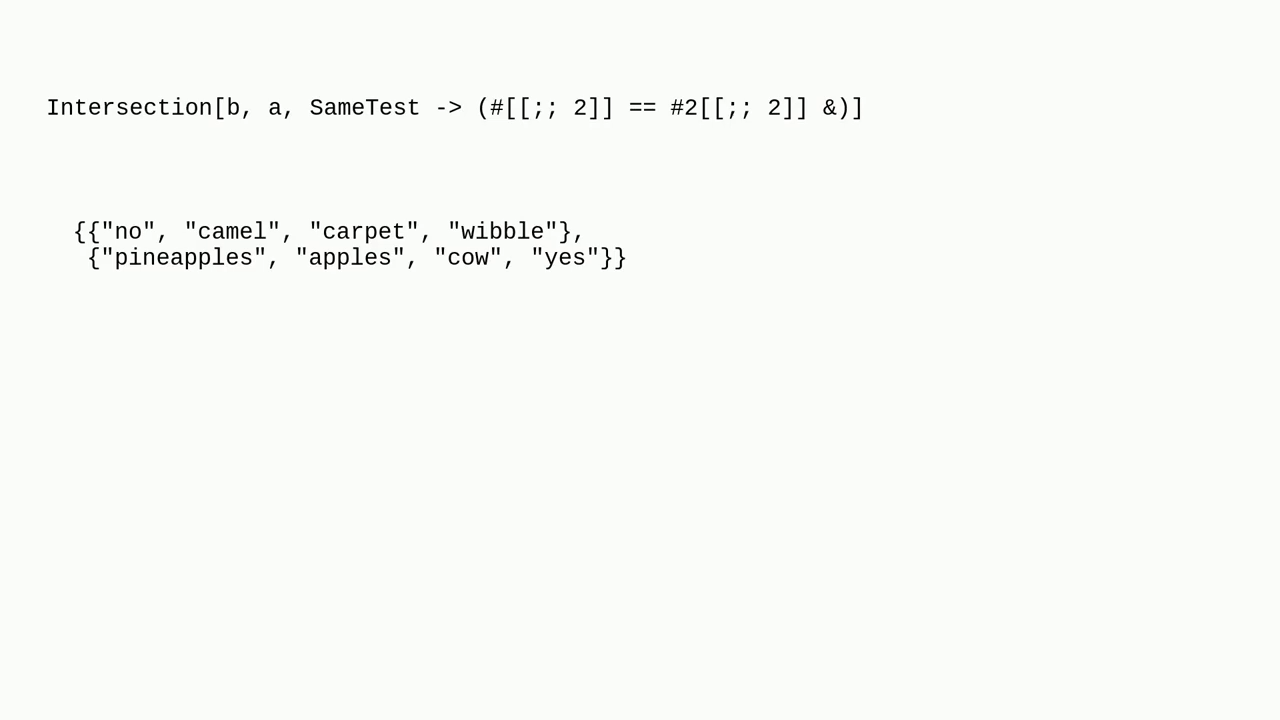 Intersection[b, a, SameTest -> (#[[;; 2]] == #2[[;; 2]] &)]
{{"no", "camel", "carpet", "wibble"},
{"pineapples", "apples", "cow", "yes"}}